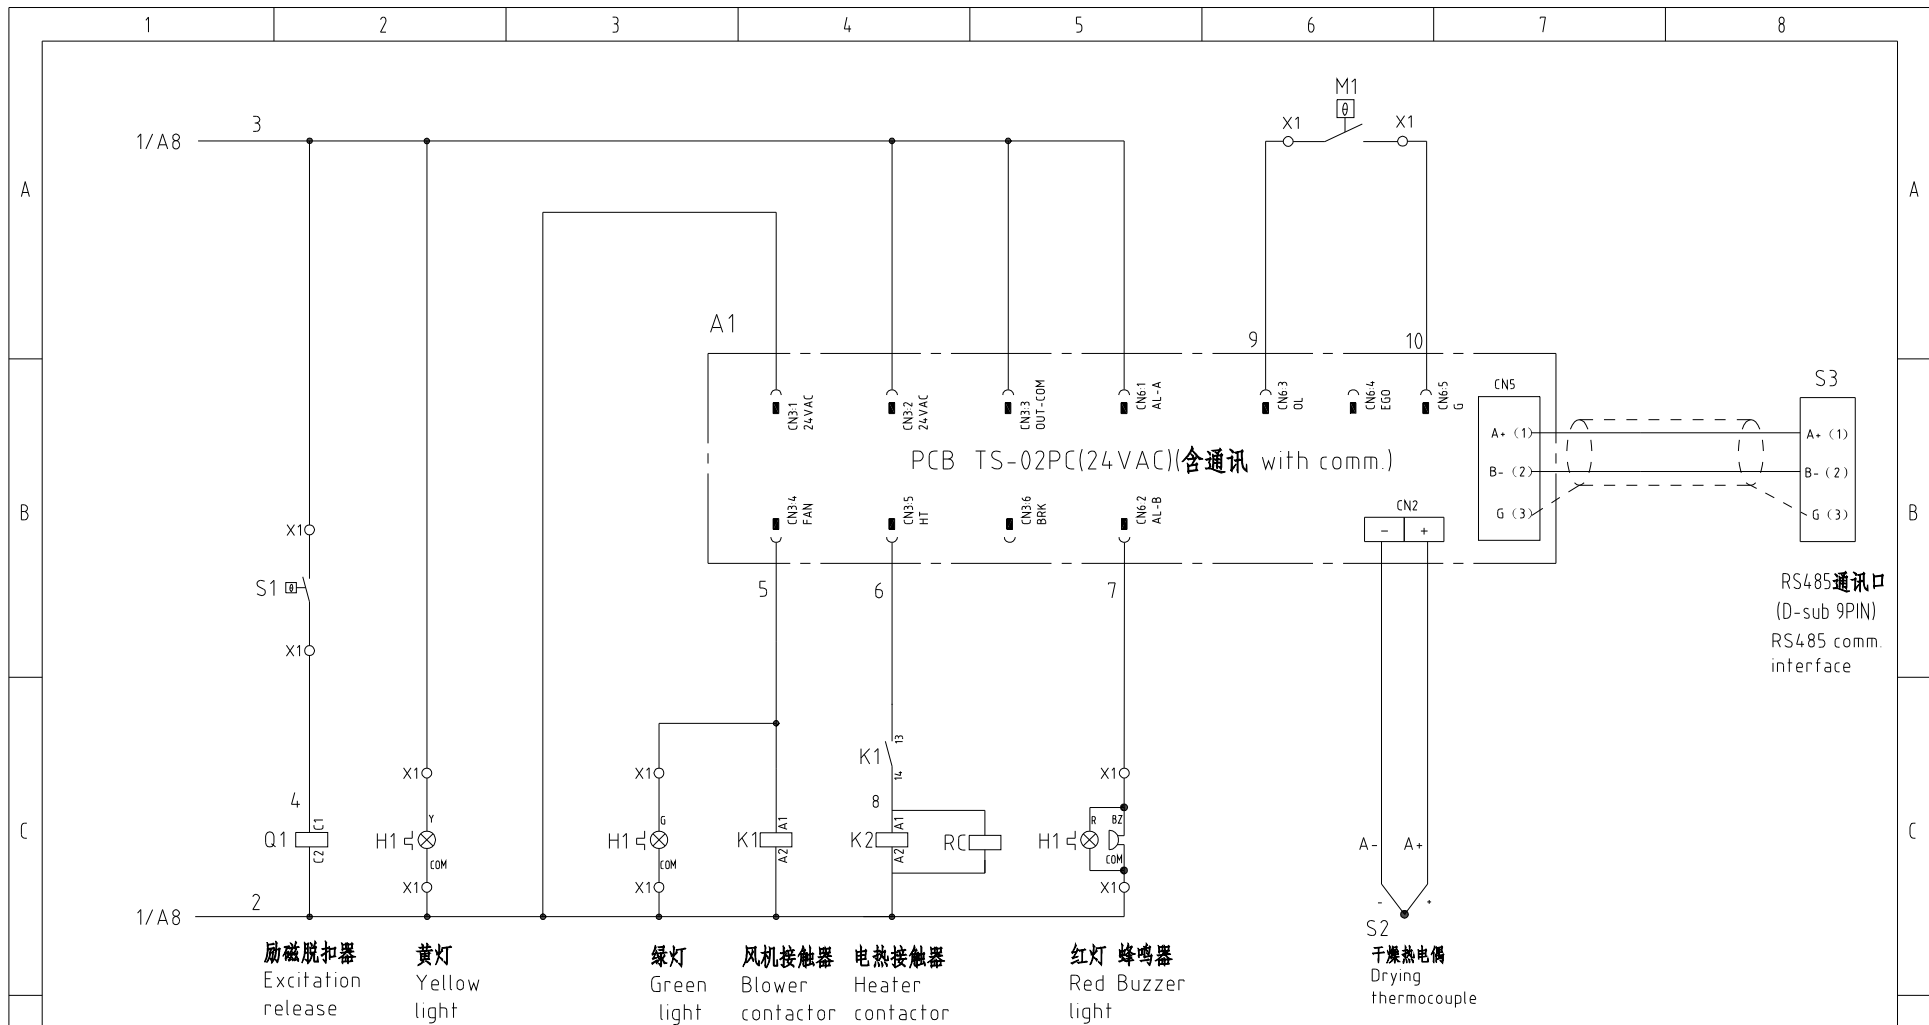 1 2 3 4 5 6 7 8
M1
θ
X1 X1
3
1/A8
A A
A1
9 10
CN3:1 24VAC
CN3:2 24VAC
CN3:3 OUT-COM
CN6:1 AL-A
CN6:3 OL
CN6:4 EGO
CN6:5 G
CN5
S3
A+ (1) A+ (1)
PCB TS-02PC(24VAC)(含通讯 with comm.)
B- (2) B- (2)
G (3) G (3)
B B
CN3:4 FAN
CN3:5 HT
CN3:6 BRK
CN6:2 AL-B
CN2
- +
X1
S1 θ
X1
5 6 7
RS485通讯口
(D-sub 9PIN)
RS485 comm.
interface
K1 13 14
X1 X1 X1
4 8
C C
Q1 C1 C2
H1 Y COM
H1 G COM
K1 A1 A2
K2 A1 A2
RC
H1 R BZ COM
A- A+
X1 X1 X1
- +
2
1/A8
S2
励磁脱扣器
Excitation
release
黄灯
Yellow
light
绿灯
Green
light
风机接触器
Blower
contactor
电热接触器
Heater
contactor
红灯 蜂鸣器
Red Buzzer
light
干燥热电偶
Drying
thermocouple